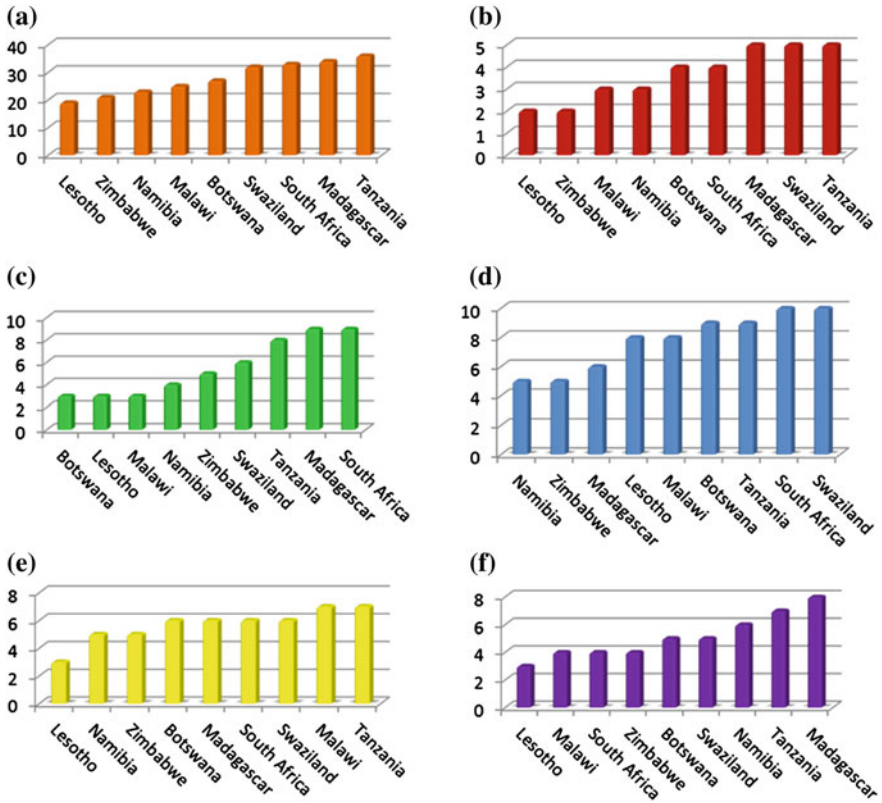 (a)
40
30
20
10
0
Lesotho
Zimbabwe
Namibia
Malawi
Botswana
Swaziland
South Africa
Madagascar
Tanzania
(b)
5
4
3
2
1
0
Lesotho
Zimbabwe
Malawi
Namibia
Botswana
South Africa
Madagascar
Swaziland
Tanzania
(c)
10
8
6
4
2
0
Botswana
Lesotho
Malawi
Namibia
Zimbabwe
Swaziland
Tanzania
Madagascar
South Africa
(d)
10
8
6
4
2
0
Namibia
Zimbabwe
Madagascar
Lesotho
Malawi
Botswana
Tanzania
South Africa
Swaziland
(e)
8
6
4
2
0
Lesotho
Namibia
Zimbabwe
Botswana
Madagascar
South Africa
Swaziland
Malawi
Tanzania
(f)
8
6
4
2
0
Lesotho
Malawi
South Africa
Zimbabwe
Botswana
Swaziland
Namibia
Tanzania
Madagascar